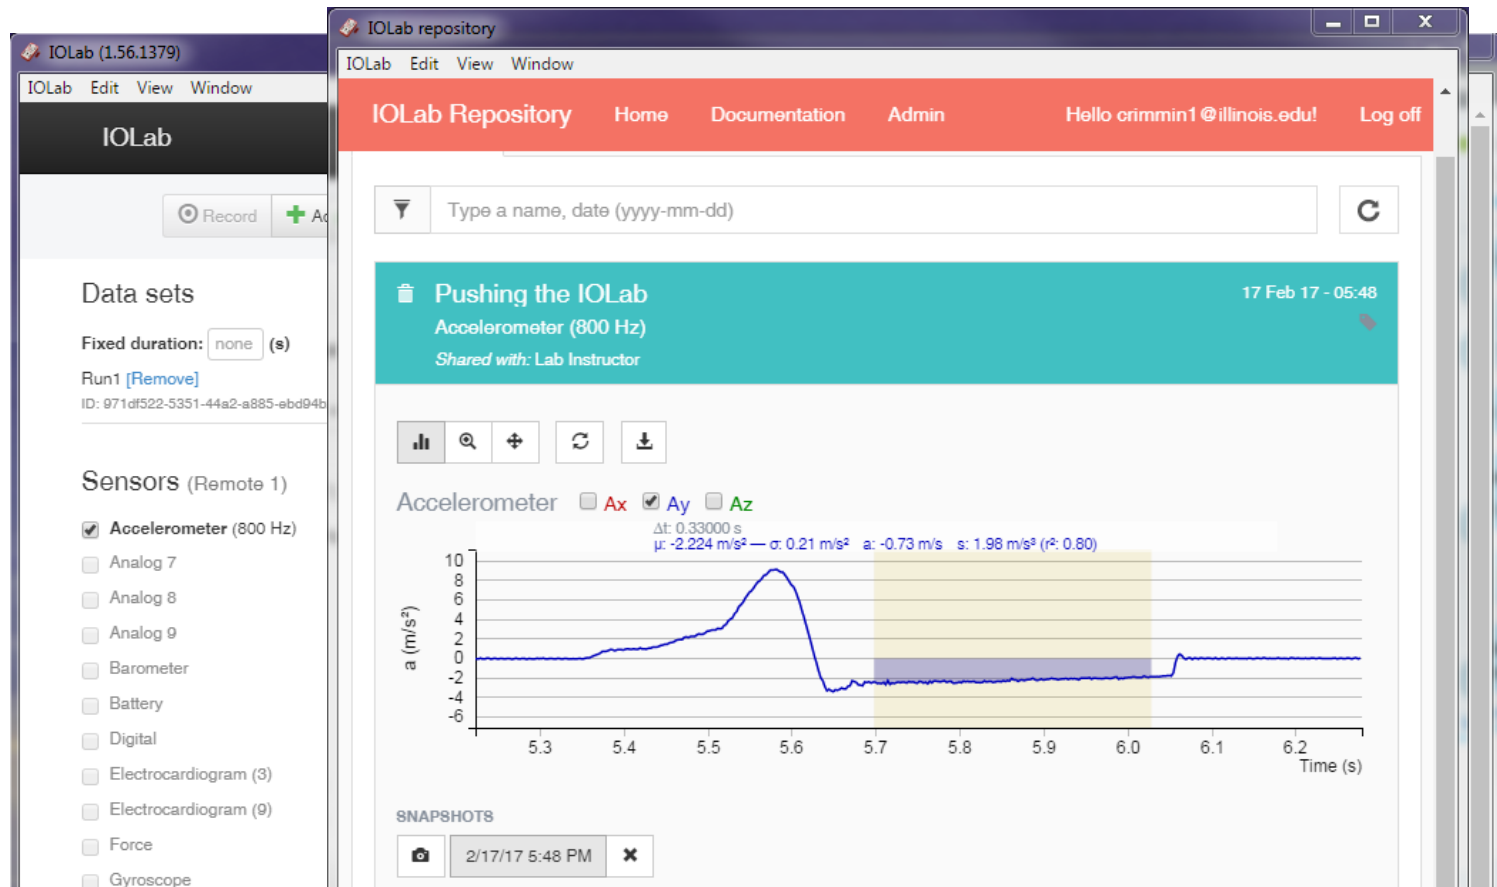 IOLab (1.56.1379)
IOLab Edit View Window
IOLab
Record
Data sets
Fixed duration: none (s)
Run1 [Remove]
ID: 971df522-5351-44a2-a885-ebd94b
Sensors (Remote 1)
Accelerometer (800 Hz)
Analog 7
Analog 8
Analog 9
Barometer
Battery
Digital
Electrocardiogram (3)
Electrocardiogram (9)
Force
Gyroscope
IOLab repository
IOLab Edit View Window
IOLab Repository Home Documentation Admin Hello crimmin1@illinois.edu! Log off
Type a name, date (yyyy-mm-dd)
Pushing the IOLab 17 Feb 17 - 05:48
Accelerometer (800 Hz)
Shared with: Lab Instructor
Accelerometer Ax Ay Az
Δt: 0.33000 s
μ: -2.224 m/s² — σ: 0.21 m/s² a: -0.73 m/s s: 1.98 m/s³ (r²: 0.80)
a (m/s²)
10
8
6
4
2
0
-2
-4
-6
5.3 5.4 5.5 5.6 5.7 5.8 5.9 6.0 6.1 6.2
Time (s)
SNAPSHOTS
2/17/17 5:48 PM